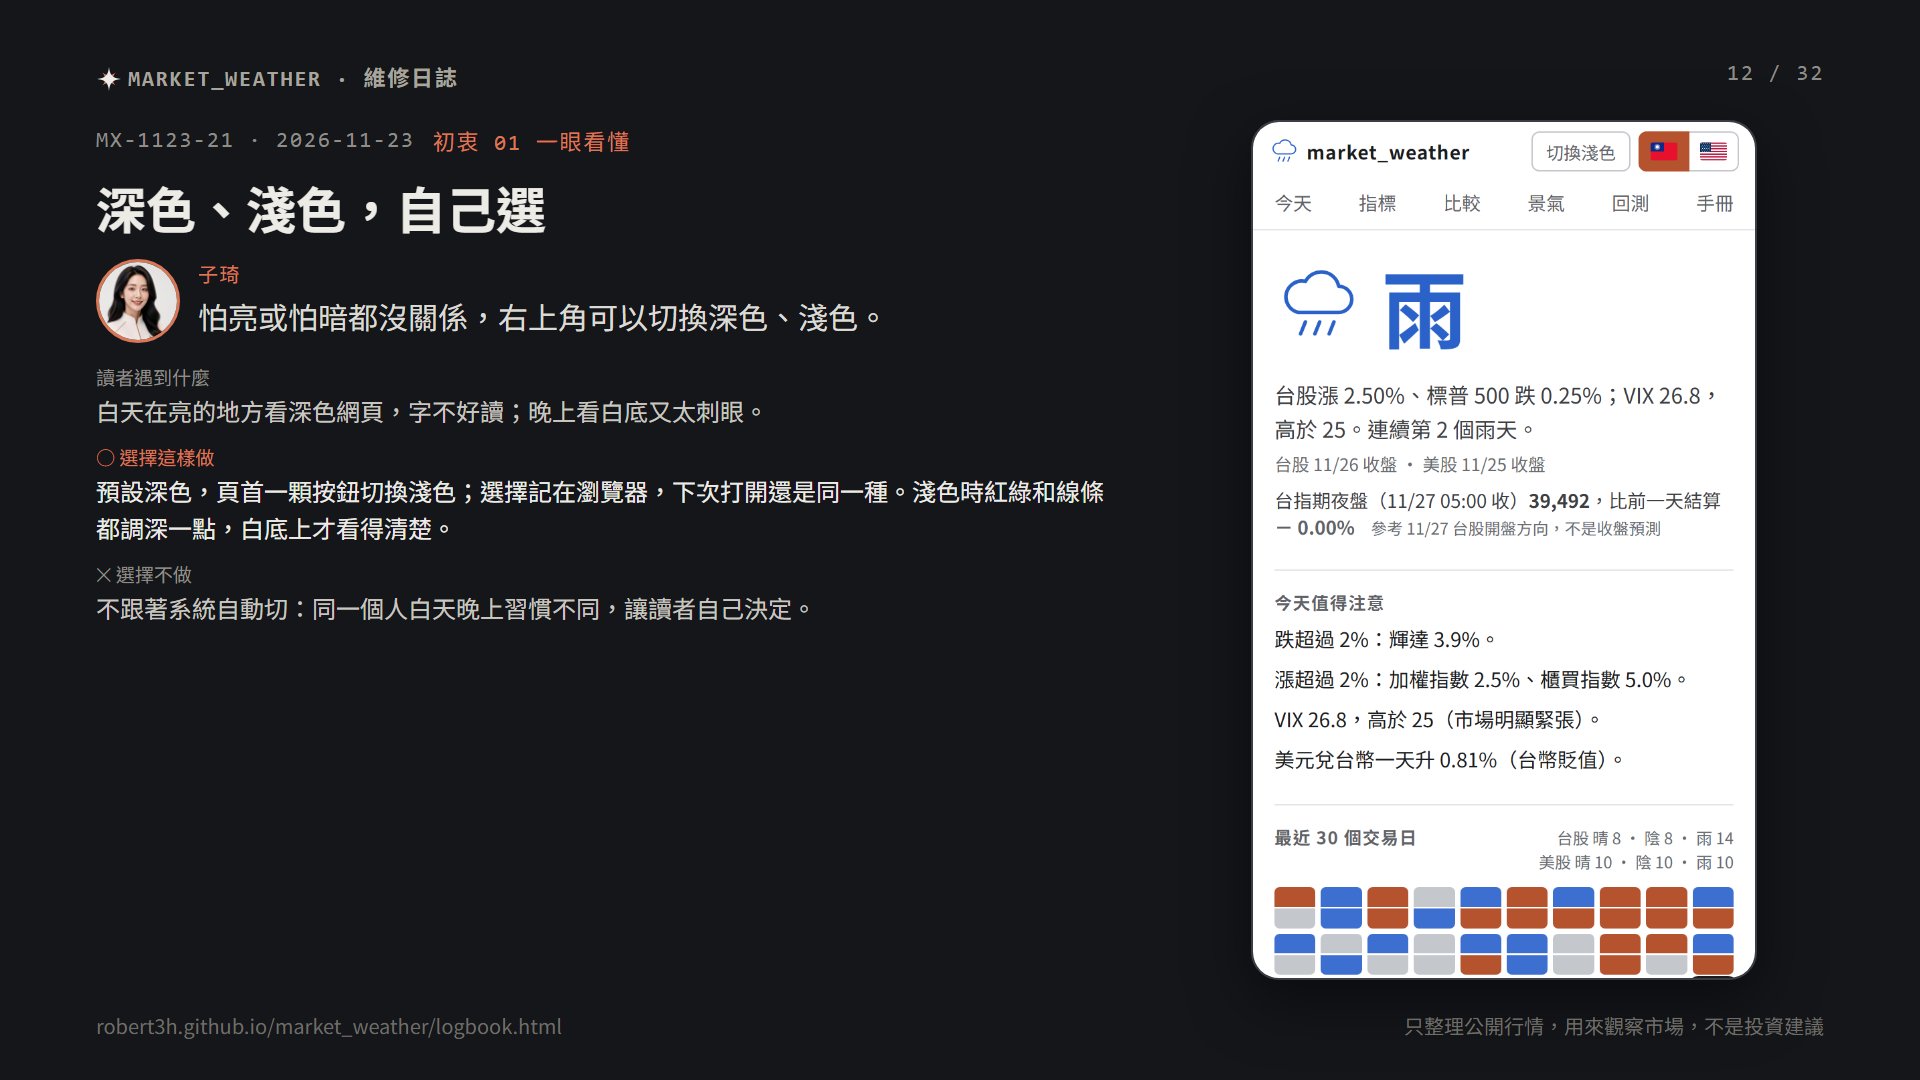 MARKET_WEATHER · 維修日誌
12 / 32
MX-1123-21 · 2026-11-23 初衷 01 一眼看懂
深色、淺色，自己選
子琦
怕亮或怕暗都沒關係，右上角可以切換深色、淺色。
讀者遇到什麼
白天在亮的地方看深色網頁，字不好讀；晚上看白底又太刺眼。
○ 選擇這樣做
預設深色，頁首一顆按鈕切換淺色；選擇記在瀏覽器，下次打開還是同一種。淺色時紅綠和線條
都調深一點，白底上才看得清楚。
× 選擇不做
不跟著系統自動切：同一個人白天晚上習慣不同，讓讀者自己決定。
market_weather
切換淺色
今天 指標 比較 景氣 回測 手冊
雨
台股漲 2.50%、標普 500 跌 0.25%；VIX 26.8，
高於 25。連續第 2 個雨天。
台股 11/26 收盤 · 美股 11/25 收盤
台指期夜盤（11/27 05:00 收）39,492，比前一天結算
－ 0.00% 參考 11/27 台股開盤方向，不是收盤預測
今天值得注意
跌超過 2%：輝達 3.9%。
漲超過 2%：加權指數 2.5%、櫃買指數 5.0%。
VIX 26.8，高於 25（市場明顯緊張）。
美元兌台幣一天升 0.81%（台幣貶值）。
最近 30 個交易日
台股 晴 8 · 陰 8 · 雨 14
美股 晴 10 · 陰 10 · 雨 10
robert3h.github.io/market_weather/logbook.html
只整理公開行情，用來觀察市場，不是投資建議